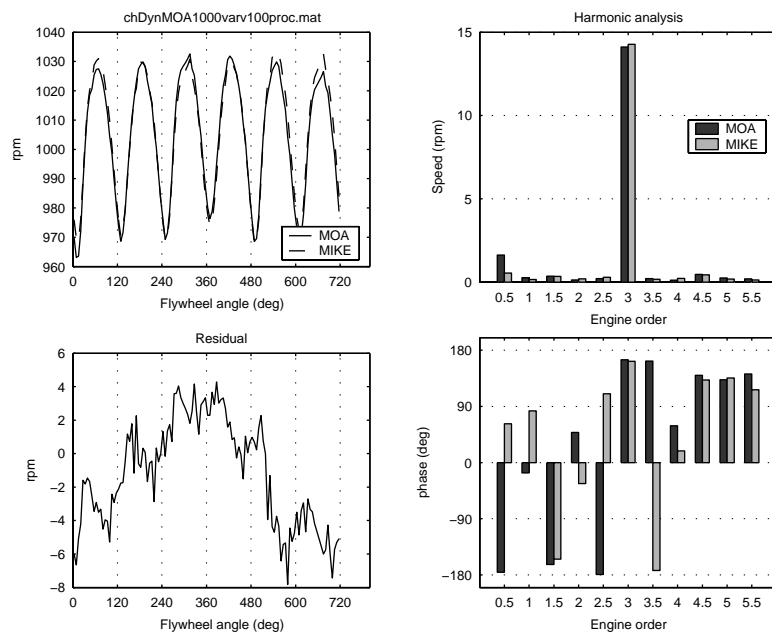 chDynMOA1000varv100proc.mat
1040
1030
1020
1010
1000
990
980
970
960
rpm
MOA
MIKE
0 120 240 360 480 600 720
Flywheel angle (deg)
Harmonic analysis
15
10
5
0
Speed (rpm)
MOA
MIKE
0.5 1 1.5 2 2.5 3 3.5 4 4.5 5 5.5
Engine order
Residual
6
4
2
0
−2
−4
−6
−8
rpm
0 120 240 360 480 600 720
Flywheel angle (deg)
180
90
0
−90
−180
phase (deg)
0.5 1 1.5 2 2.5 3 3.5 4 4.5 5 5.5
Engine order